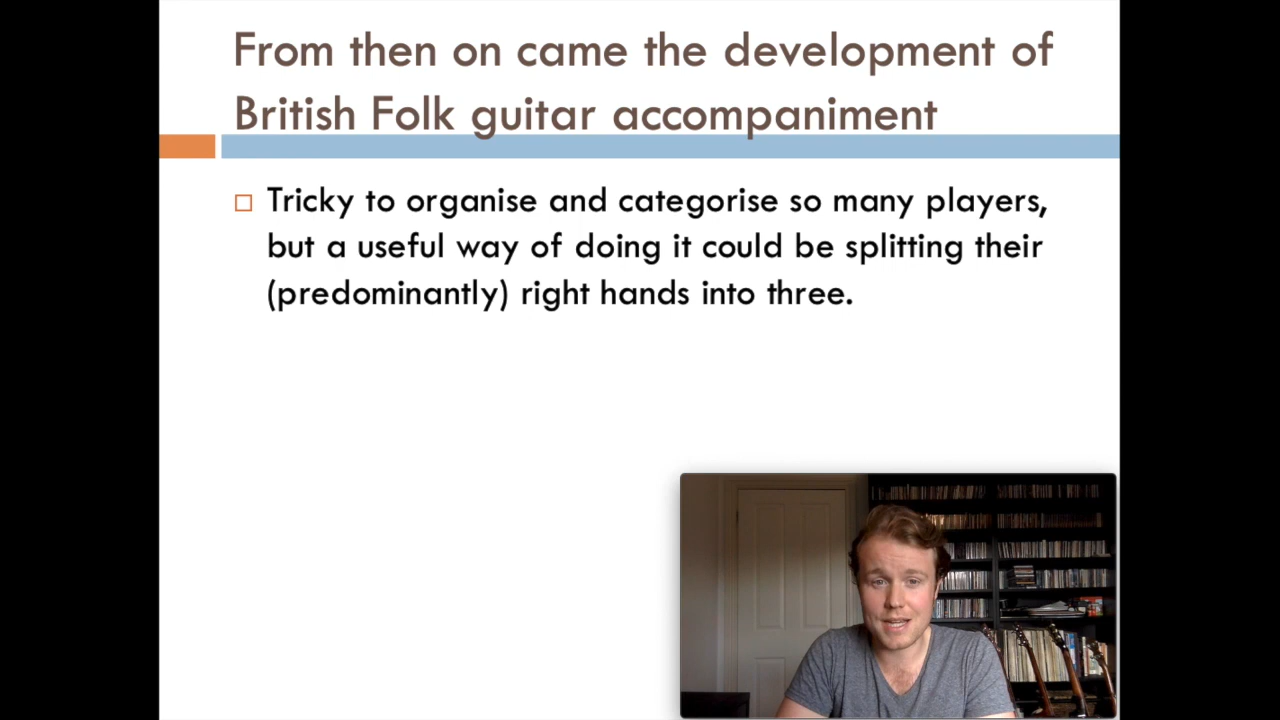 From then on came the development of
British Folk guitar accompaniment
Tricky to organise and categorise so many players,
but a useful way of doing it could be splitting their
(predominantly) right hands into three.